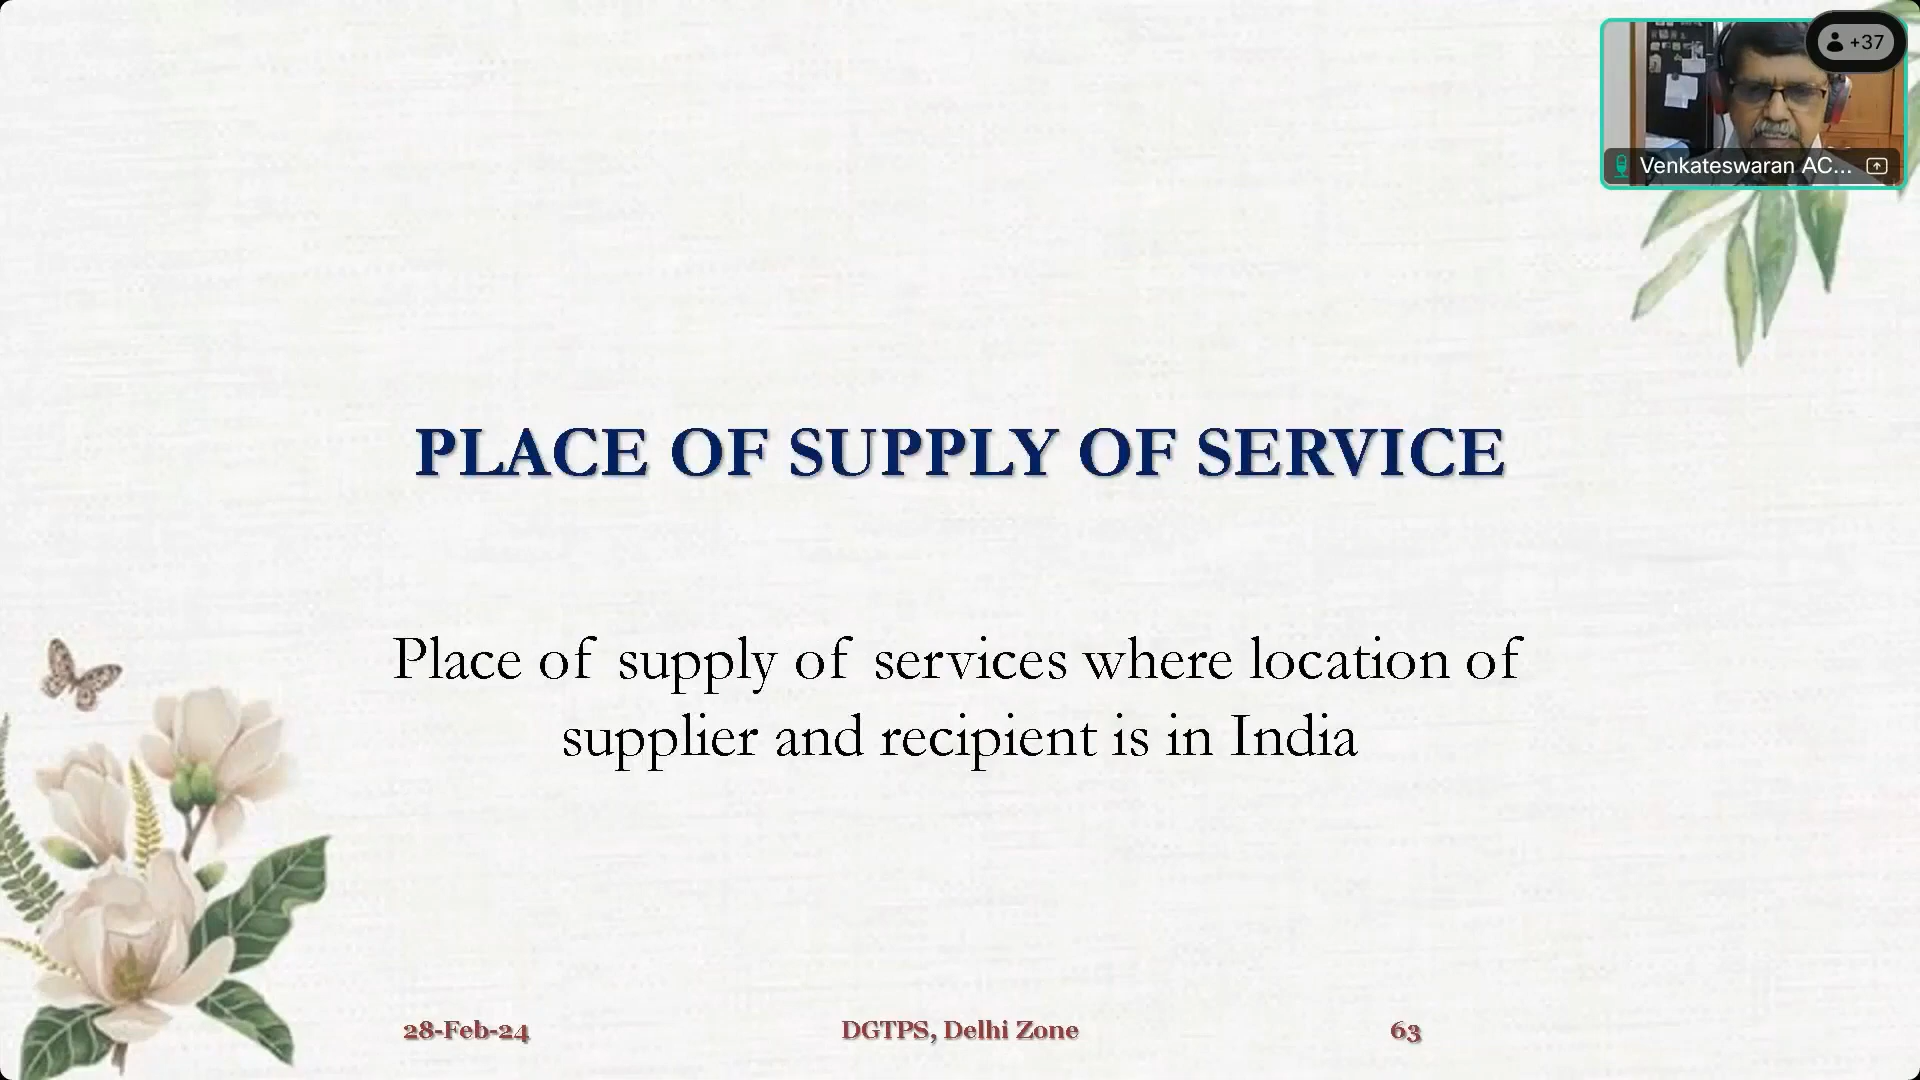 +37
Venkateswaran AC...
PLACE OF SUPPLY OF SERVICE
Place of supply of services where location of
supplier and recipient is in India
28-Feb-24
DGTPS, Delhi Zone
63